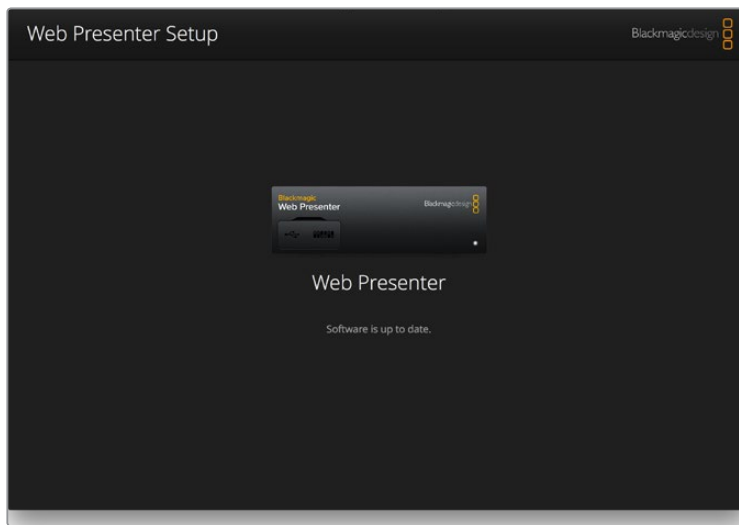 Web Presenter Setup
Blackmagicdesign
Blackmagic
Web Presenter
Blackmagicdesign
Web Presenter
Software is up to date.